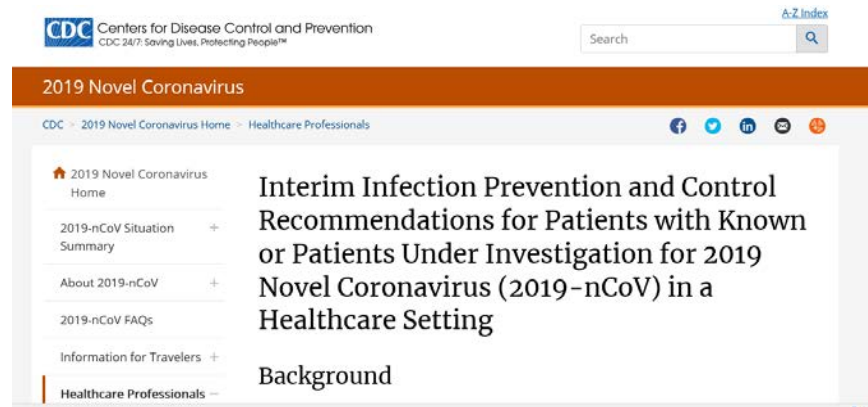 A-Z Index
CDC Centers for Disease Control and Prevention
CDC 24/7: Saving Lives, Protecting People™
Search
2019 Novel Coronavirus
CDC > 2019 Novel Coronavirus Home > Healthcare Professionals
2019 Novel Coronavirus
Home
2019-nCoV Situation
Summary
About 2019-nCoV
2019-nCoV FAQs
Information for Travelers
Healthcare Professionals
Interim Infection Prevention and Control
Recommendations for Patients with Known
or Patients Under Investigation for 2019
Novel Coronavirus (2019-nCoV) in a
Healthcare Setting
Background